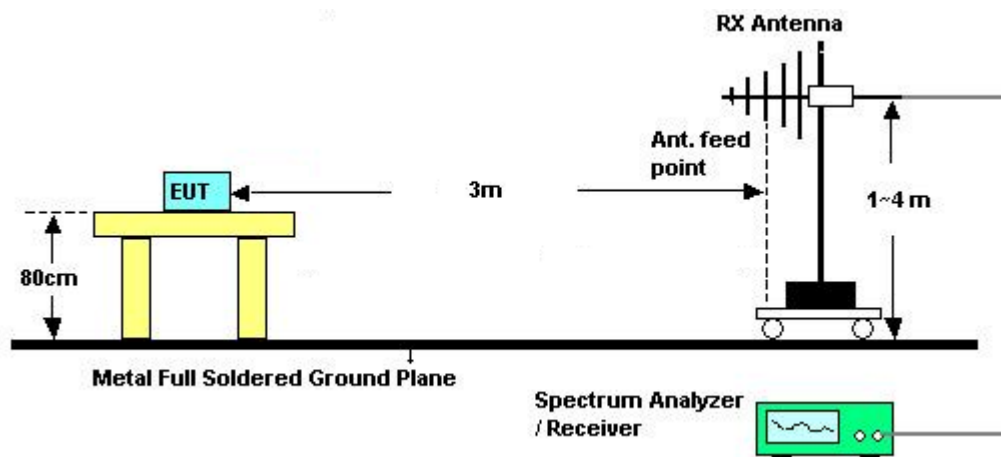 RX Antenna
Ant. feed
point
EUT
3m
1~4 m
80cm
Metal Full Soldered Ground Plane
Spectrum Analyzer
/ Receiver